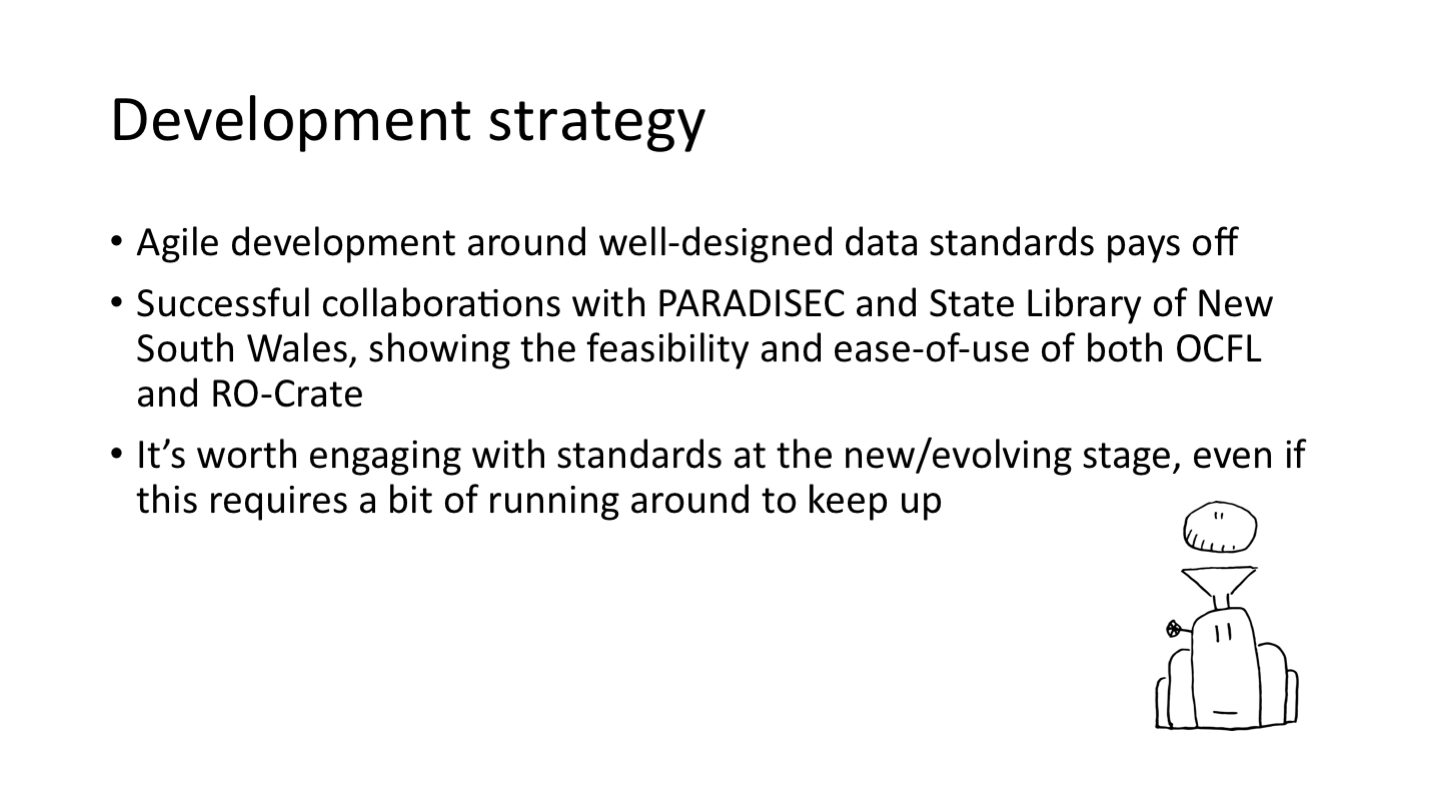 Development strategy
• Agile development around well-designed data standards pays off
• Successful collaborations with PARADISEC and State Library of New
South Wales, showing the feasibility and ease-of-use of both OCFL
and RO-Crate
• It’s worth engaging with standards at the new/evolving stage, even if
this requires a bit of running around to keep up